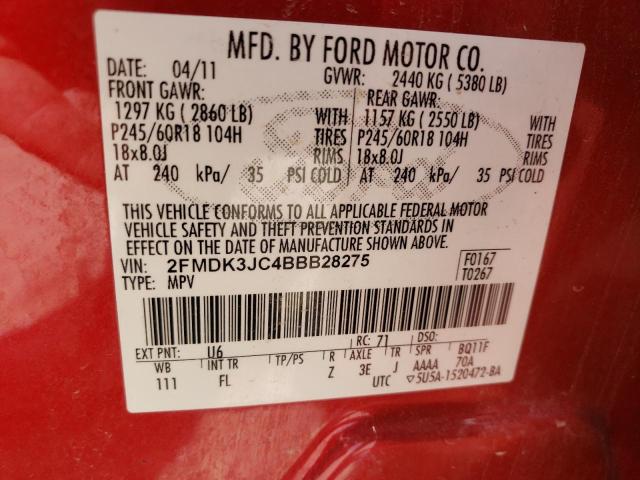 MFD. BY FORD MOTOR CO.
DATE: 04/11 GVWR: 2440 KG ( 5380 LB)
FRONT GAWR: REAR GAWR:
1297 KG ( 2860 LB) WITH 1157 KG ( 2550 LB) WITH
P245/60R18 104H TIRES P245/60R18 104H TIRES
18x8.0J RIMS 18x8.0J RIMS
AT 240 kPa/ 35 PSI COLD AT 240 kPa/ 35 PSI COLD
THIS VEHICLE CONFORMS TO ALL APPLICABLE FEDERAL MOTOR
VEHICLE SAFETY AND THEFT PREVENTION STANDARDS IN
EFFECT ON THE DATE OF MANUFACTURE SHOWN ABOVE.
VIN: 2FMDK3JC4BBB28275 F0167
TYPE: MPV T0267
EXT PNT: U6 RC: 71 DSO:
WB INT TR TP/PS R AXLE TR SPR BQ11F
111 FL Z 3E J AAAA 70A
UTC ▽5U5A-1520472-BA